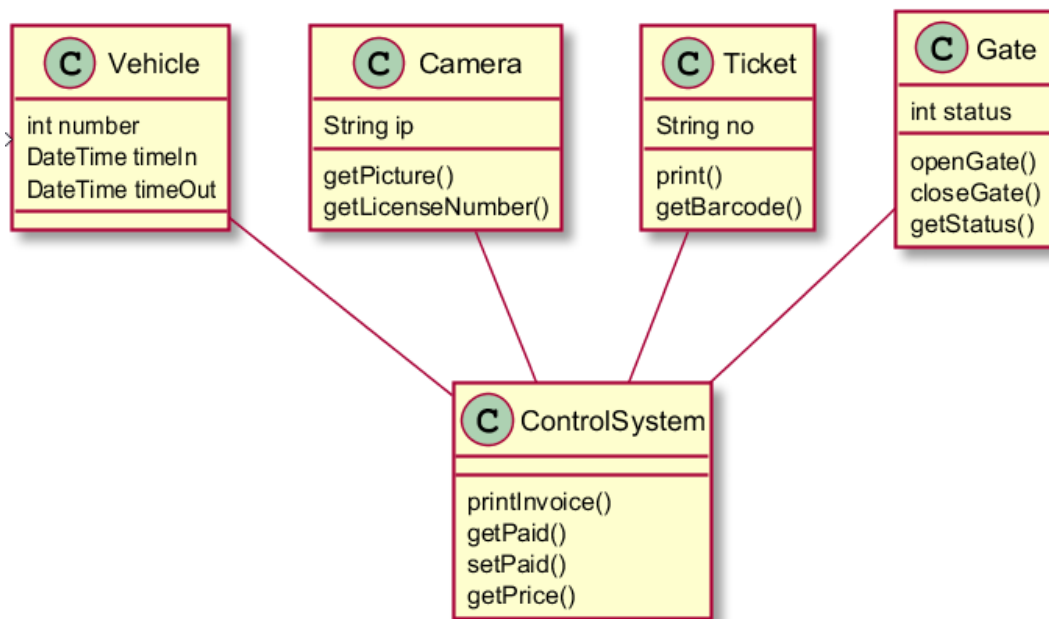 C Vehicle
int number
DateTime timeIn
DateTime timeOut
C Camera
String ip
getPicture()
getLicenseNumber()
C Ticket
String no
print()
getBarcode()
C Gate
int status
openGate()
closeGate()
getStatus()
C ControlSystem
printInvoice()
getPaid()
setPaid()
getPrice()